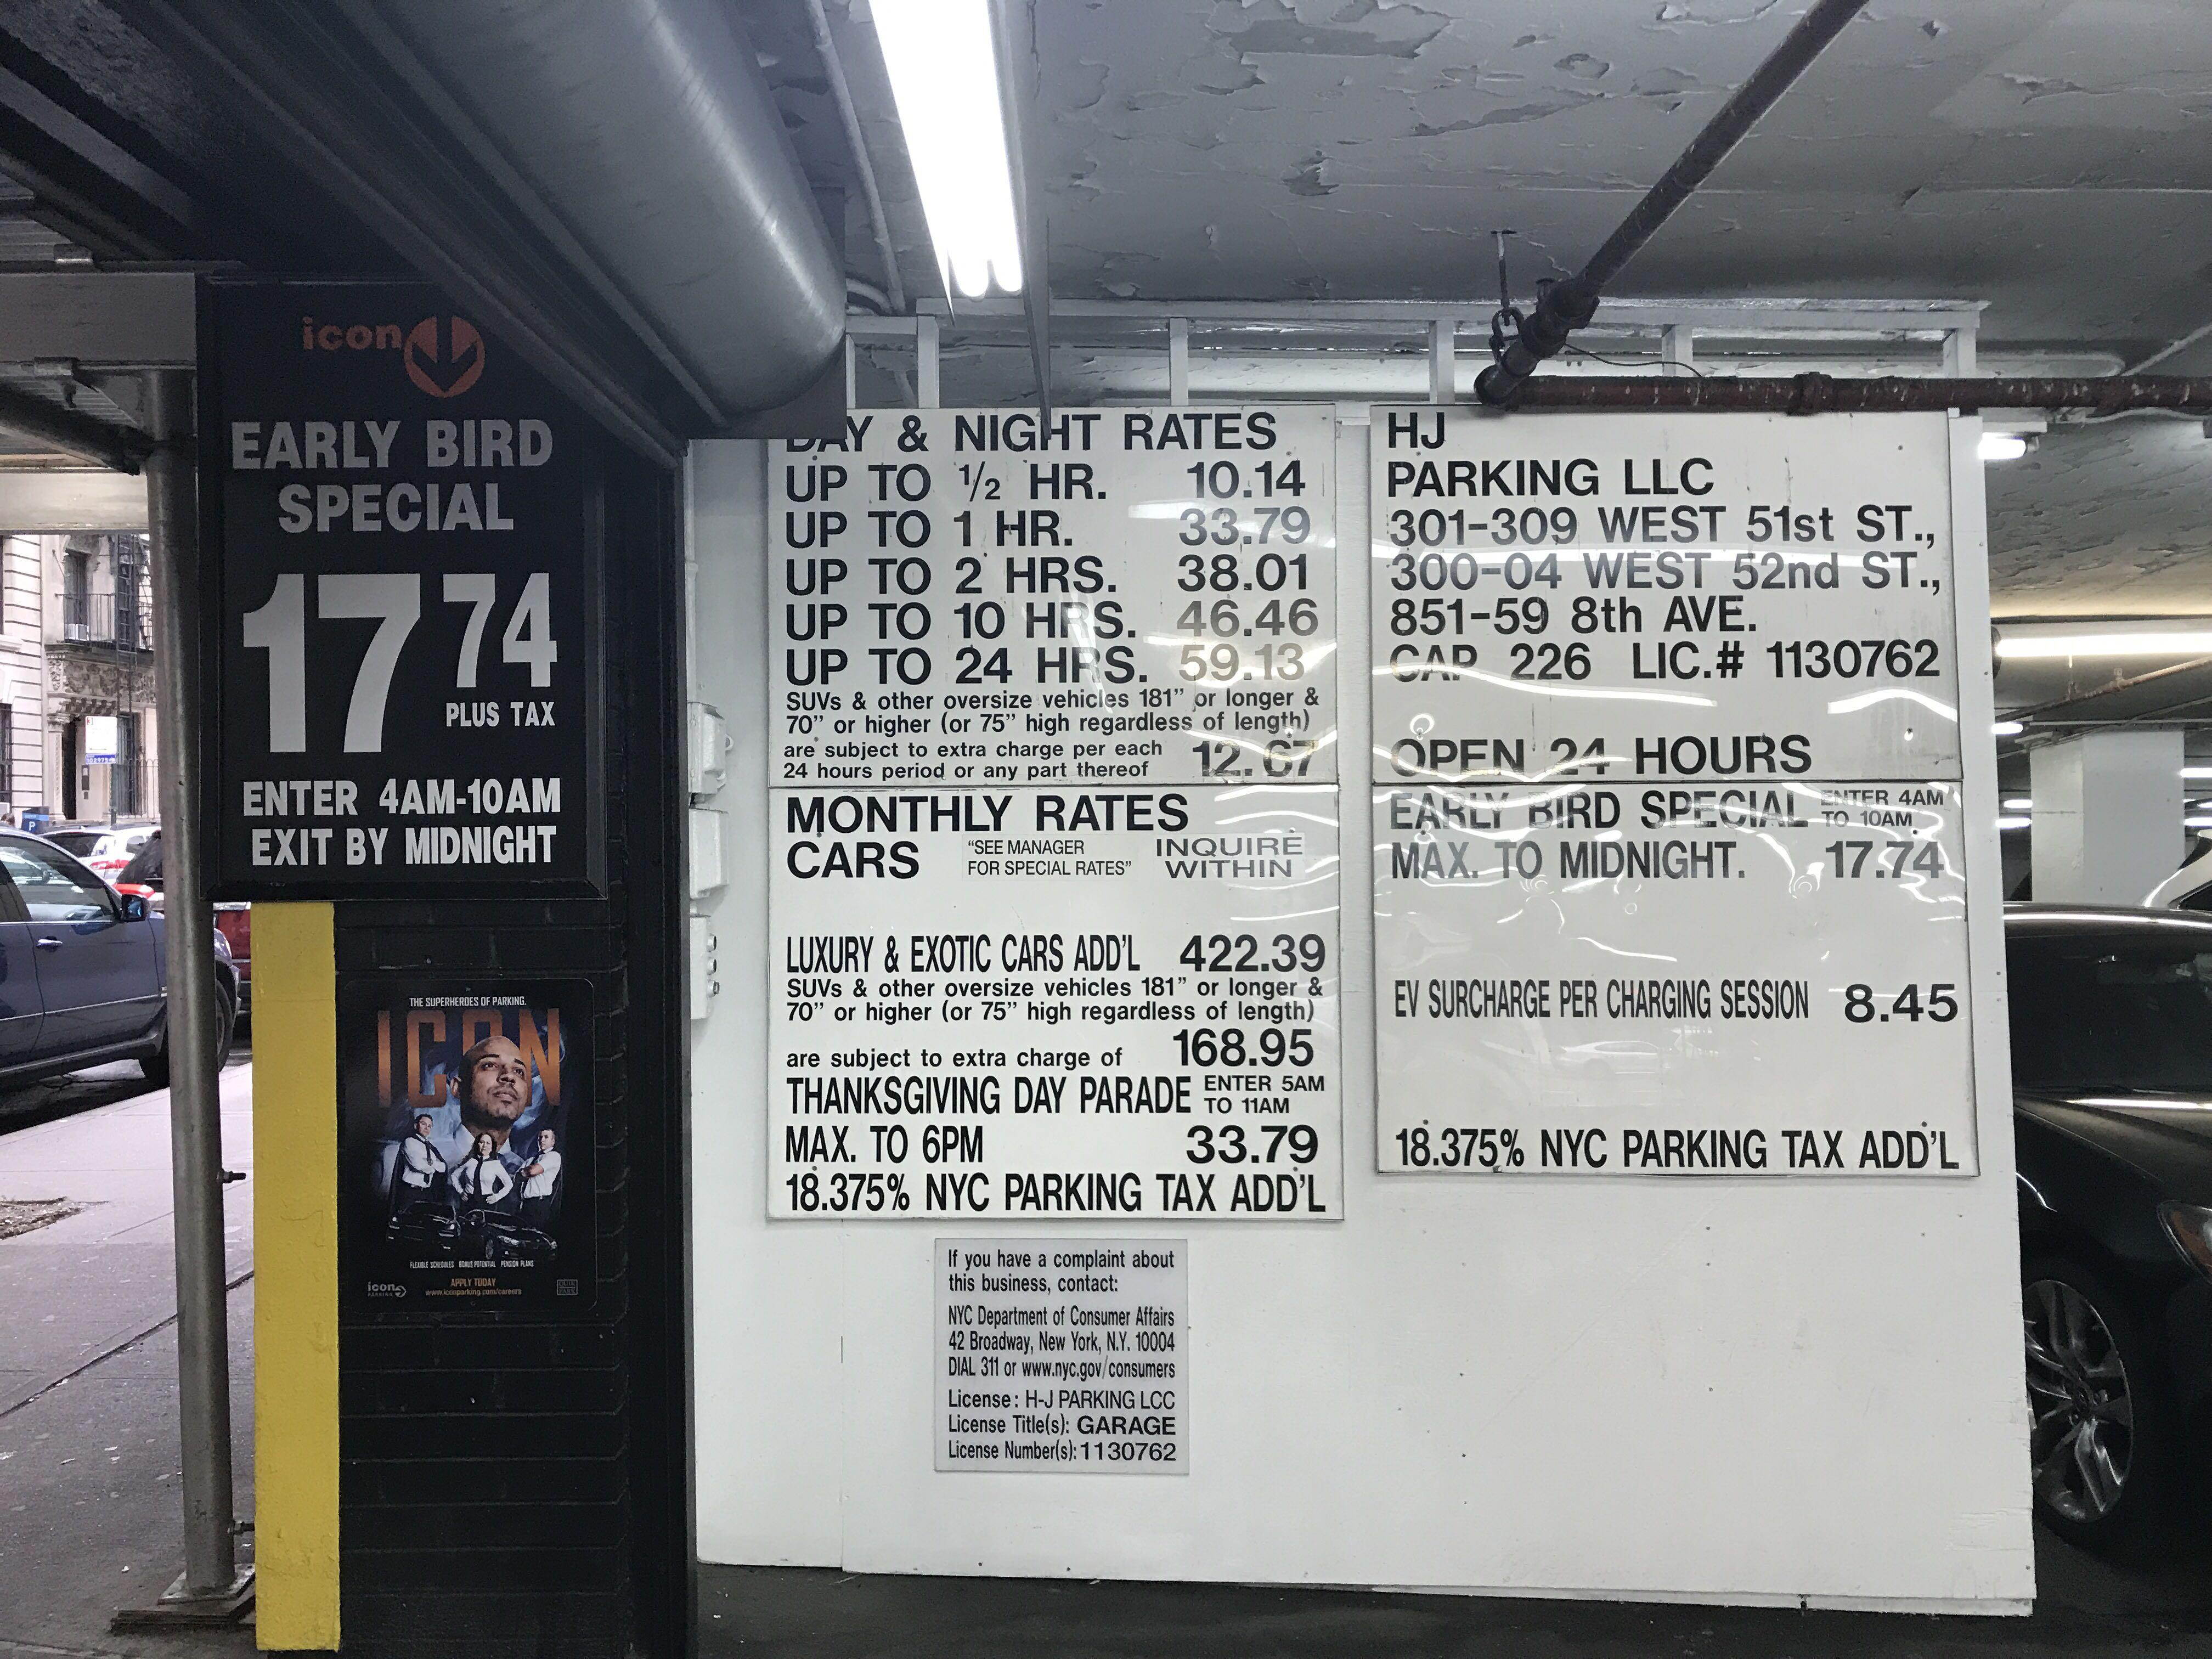 icon
EARLY BIRD
SPECIAL
17 74
PLUS TAX
ENTER 4AM-10AM
EXIT BY MIDNIGHT
THE SUPERHEROES OF PARKING.
ICON
FLEXIBLE SCHEDULES BONUS POTENTIAL PENSION PLANS
APPLY TODAY
www.iconparking.com/careers
icon
PARKING
DAY & NIGHT RATES
UP TO 1/2 HR. 10.14
UP TO 1 HR. 33.79
UP TO 2 HRS. 38.01
UP TO 10 HRS. 46.46
UP TO 24 HRS. 59.13
SUVs & other oversize vehicles 181” or longer &
70” or higher (or 75” high regardless of length)
are subject to extra charge per each
24 hours period or any part thereof 12.67
MONTHLY RATES
CARS “SEE MANAGER FOR SPECIAL RATES” INQUIRE WITHIN
LUXURY & EXOTIC CARS ADD’L 422.39
SUVs & other oversize vehicles 181” or longer &
70” or higher (or 75” high regardless of length)
are subject to extra charge of 168.95
THANKSGIVING DAY PARADE ENTER 5AM TO 11AM
MAX. TO 6PM 33.79
18.375% NYC PARKING TAX ADD’L
If you have a complaint about
this business, contact:
NYC Department of Consumer Affairs
42 Broadway, New York, N.Y. 10004
DIAL 311 or www.nyc.gov/consumers
License: H-J PARKING LCC
License Title(s): GARAGE
License Number(s): 1130762
HJ
PARKING LLC
301-309 WEST 51st ST.,
300-04 WEST 52nd ST.,
851-59 8th AVE.
CAP 226 LIC.# 1130762
OPEN 24 HOURS
EARLY BIRD SPECIAL ENTER 4AM TO 10AM
MAX. TO MIDNIGHT. 17.74
EV SURCHARGE PER CHARGING SESSION 8.45
18.375% NYC PARKING TAX ADD’L